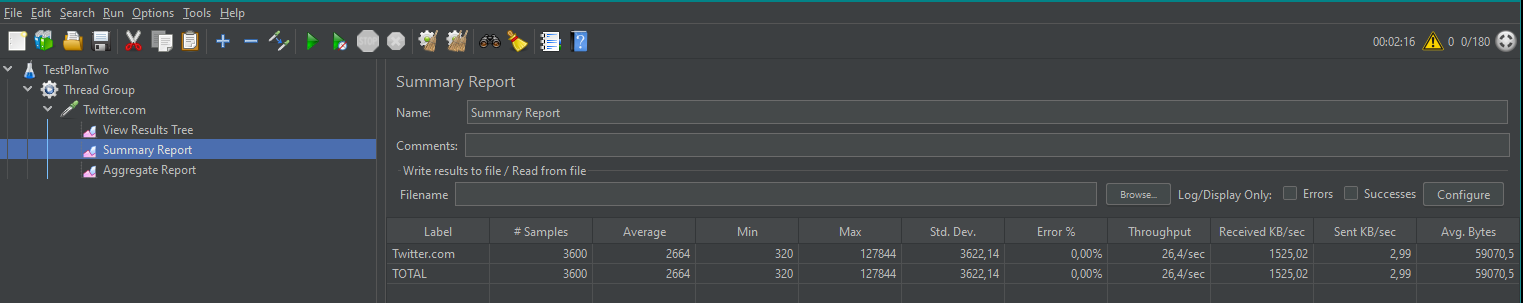 File Edit Search Run Options Tools Help
STOP
00:02:16 0 0/180
TestPlanTwo
Thread Group
Twitter.com
View Results Tree
Summary Report
Aggregate Report
Summary Report
Name: Summary Report
Comments:
Write results to file / Read from file
Filename Browse... Log/Display Only: Errors Successes Configure
Label # Samples Average Min Max Std. Dev. Error % Throughput Received KB/sec Sent KB/sec Avg. Bytes
Twitter.com 3600 2664 320 127844 3622,14 0,00% 26,4/sec 1525,02 2,99 59070,5
TOTAL 3600 2664 320 127844 3622,14 0,00% 26,4/sec 1525,02 2,99 59070,5